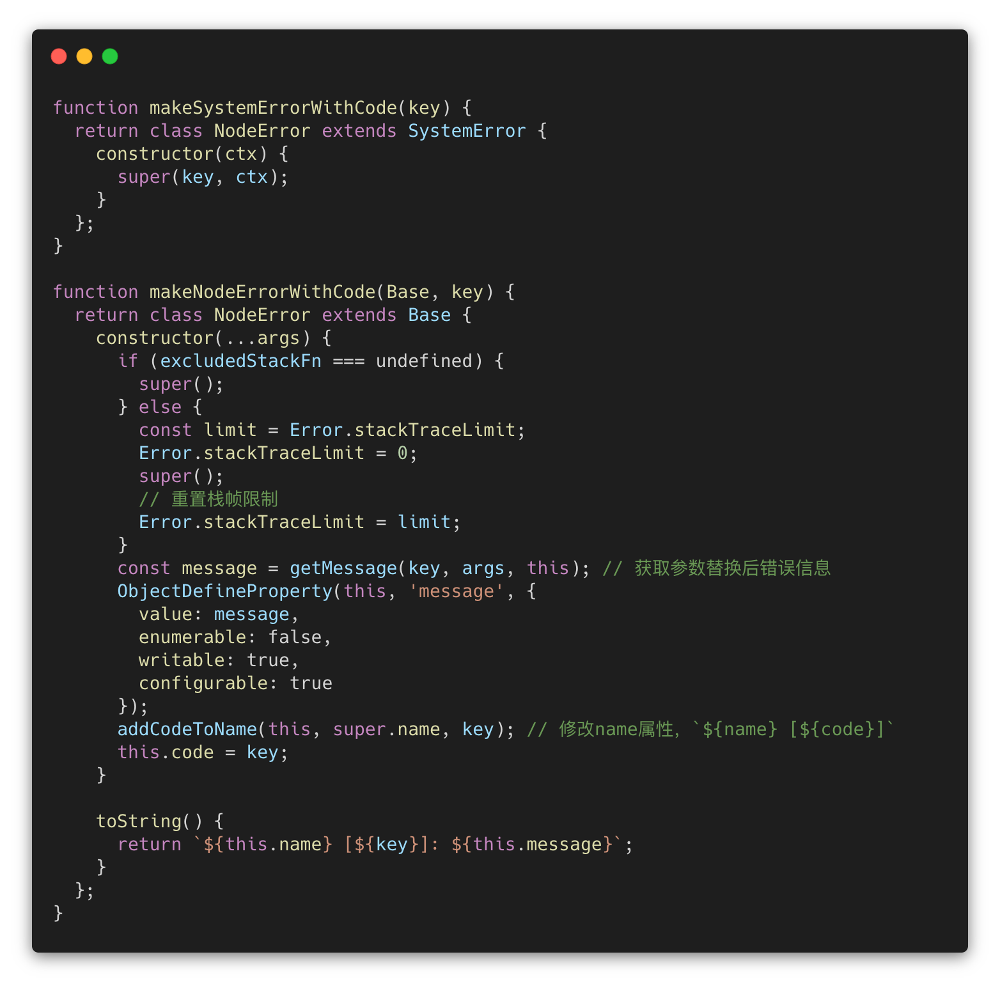 function makeSystemErrorWithCode(key) {
  return class NodeError extends SystemError {
    constructor(ctx) {
      super(key, ctx);
    }
  };
}

function makeNodeErrorWithCode(Base, key) {
  return class NodeError extends Base {
    constructor(...args) {
      if (excludedStackFn === undefined) {
        super();
      } else {
        const limit = Error.stackTraceLimit;
        Error.stackTraceLimit = 0;
        super();
        // 重置栈帧限制
        Error.stackTraceLimit = limit;
      }
      const message = getMessage(key, args, this); // 获取参数替换后错误信息
      ObjectDefineProperty(this, 'message', {
        value: message,
        enumerable: false,
        writable: true,
        configurable: true
      });
      addCodeToName(this, super.name, key); // 修改name属性，`${name} [${code}]`
      this.code = key;
    }

    toString() {
      return `${this.name} [${key}]: ${this.message}`;
    }
  };
}